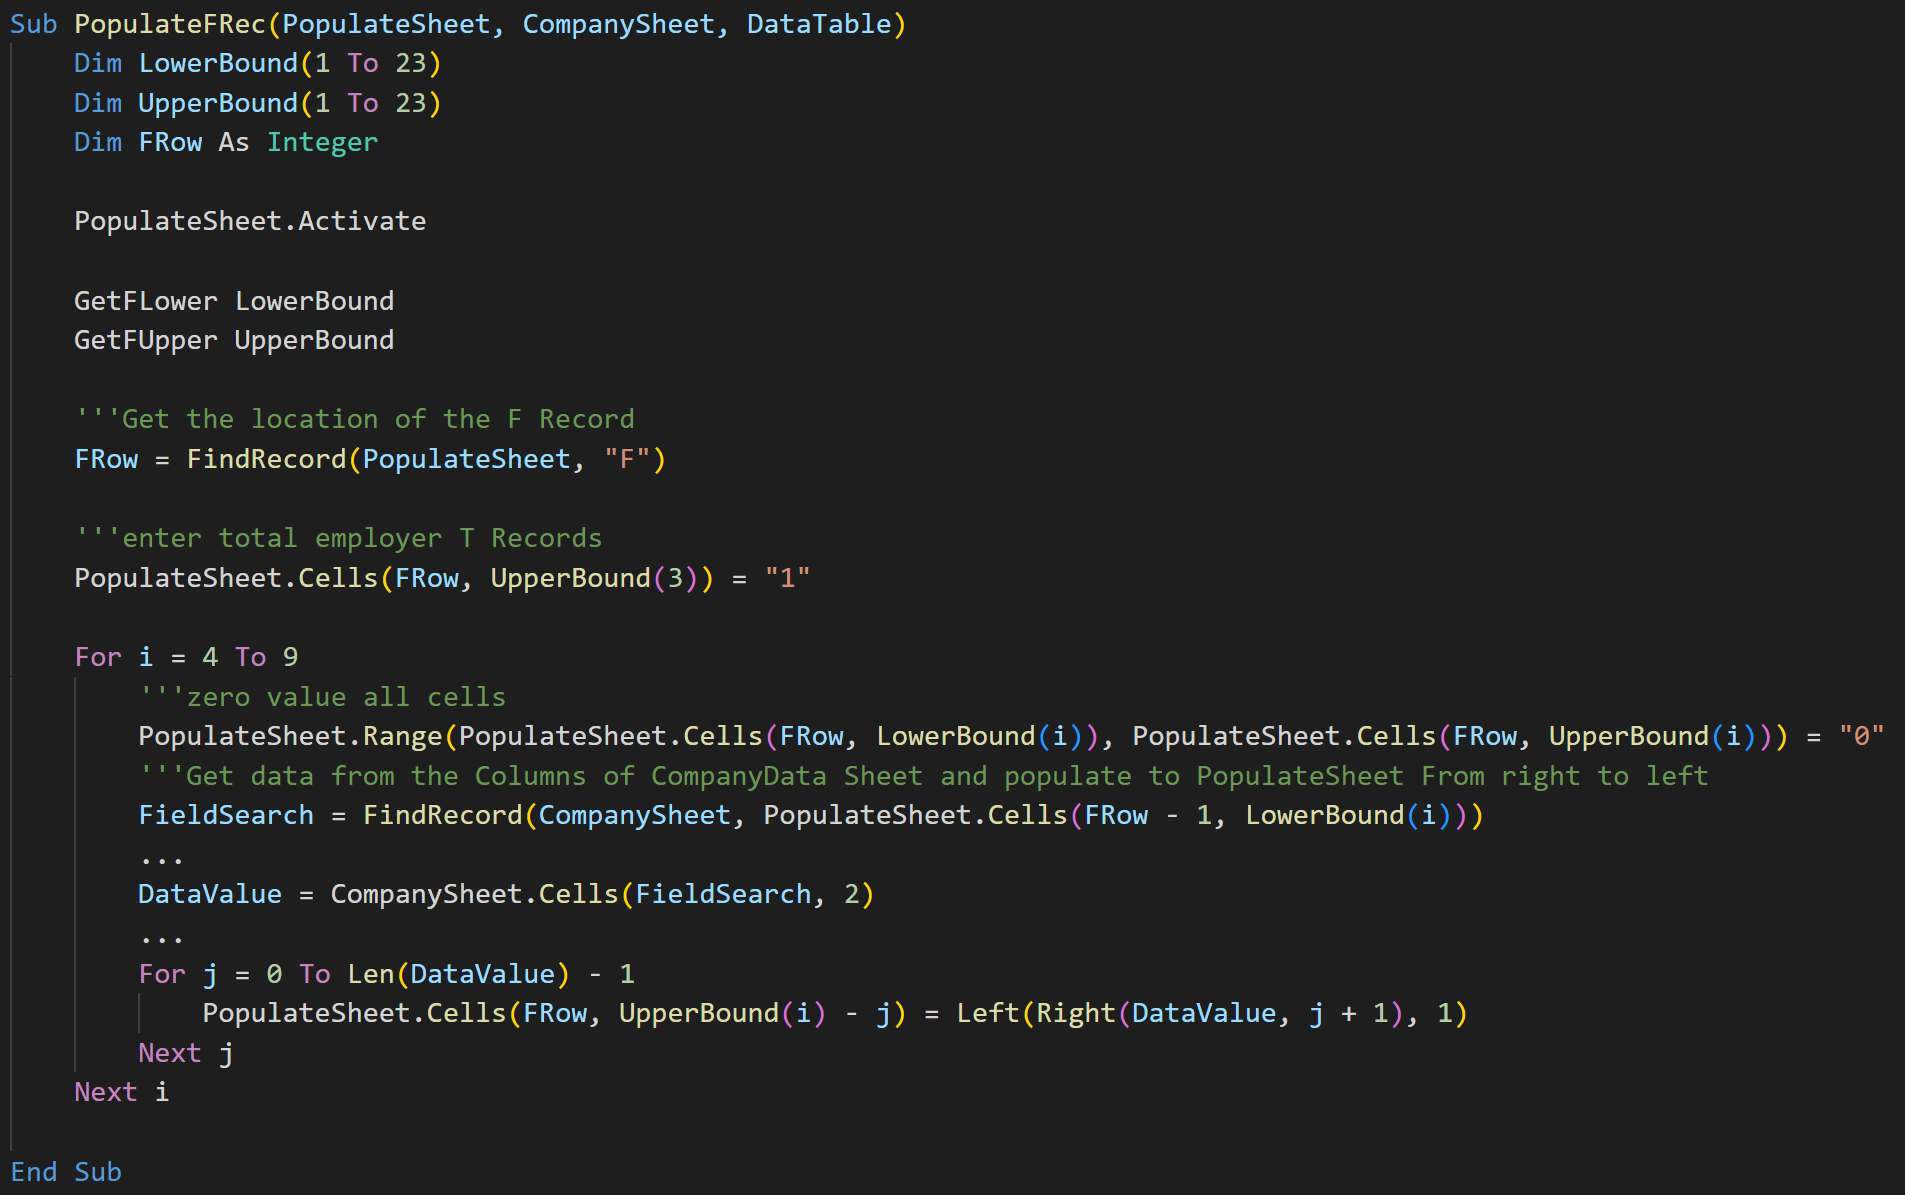 Sub PopulateFRec(PopulateSheet, CompanySheet, DataTable)
    Dim LowerBound(1 To 23)
    Dim UpperBound(1 To 23)
    Dim FRow As Integer

    PopulateSheet.Activate

    GetFLower LowerBound
    GetFUpper UpperBound

    '''Get the location of the F Record
    FRow = FindRecord(PopulateSheet, "F")

    '''enter total employer T Records
    PopulateSheet.Cells(FRow, UpperBound(3)) = "1"

    For i = 4 To 9
        '''zero value all cells
        PopulateSheet.Range(PopulateSheet.Cells(FRow, LowerBound(i)), PopulateSheet.Cells(FRow, UpperBound(i))) = "0"
        '''Get data from the Columns of CompanyData Sheet and populate to PopulateSheet From right to left
        FieldSearch = FindRecord(CompanySheet, PopulateSheet.Cells(FRow - 1, LowerBound(i)))
        ...
        DataValue = CompanySheet.Cells(FieldSearch, 2)
        ...
        For j = 0 To Len(DataValue) - 1
            PopulateSheet.Cells(FRow, UpperBound(i) - j) = Left(Right(DataValue, j + 1), 1)
        Next j
    Next i

End Sub